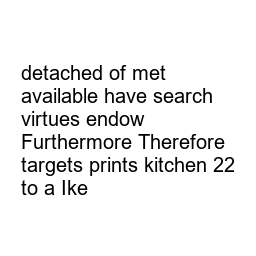 detached of met
available have search
virtues endow
Furthermore Therefore
targets prints kitchen 22
to a Ike